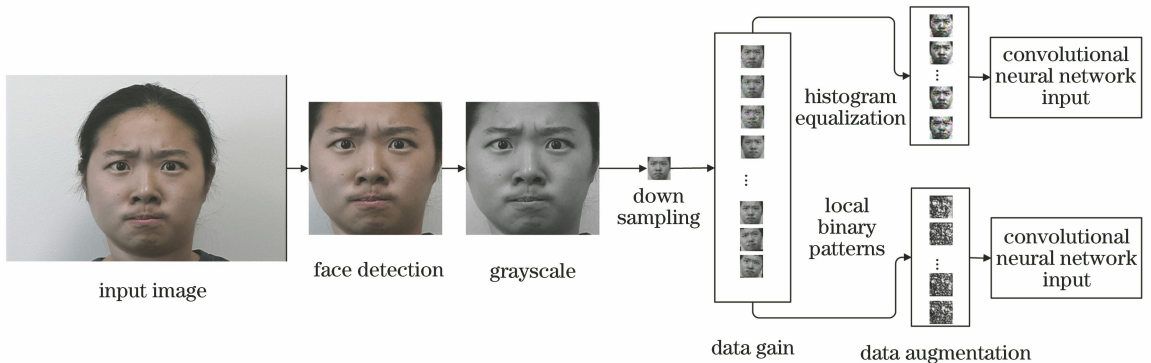 input image
face detection
grayscale
down
sampling
data gain
histogram
equalization
local
binary
patterns
data augmentation
convolutional
neural network
input
convolutional
neural network
input